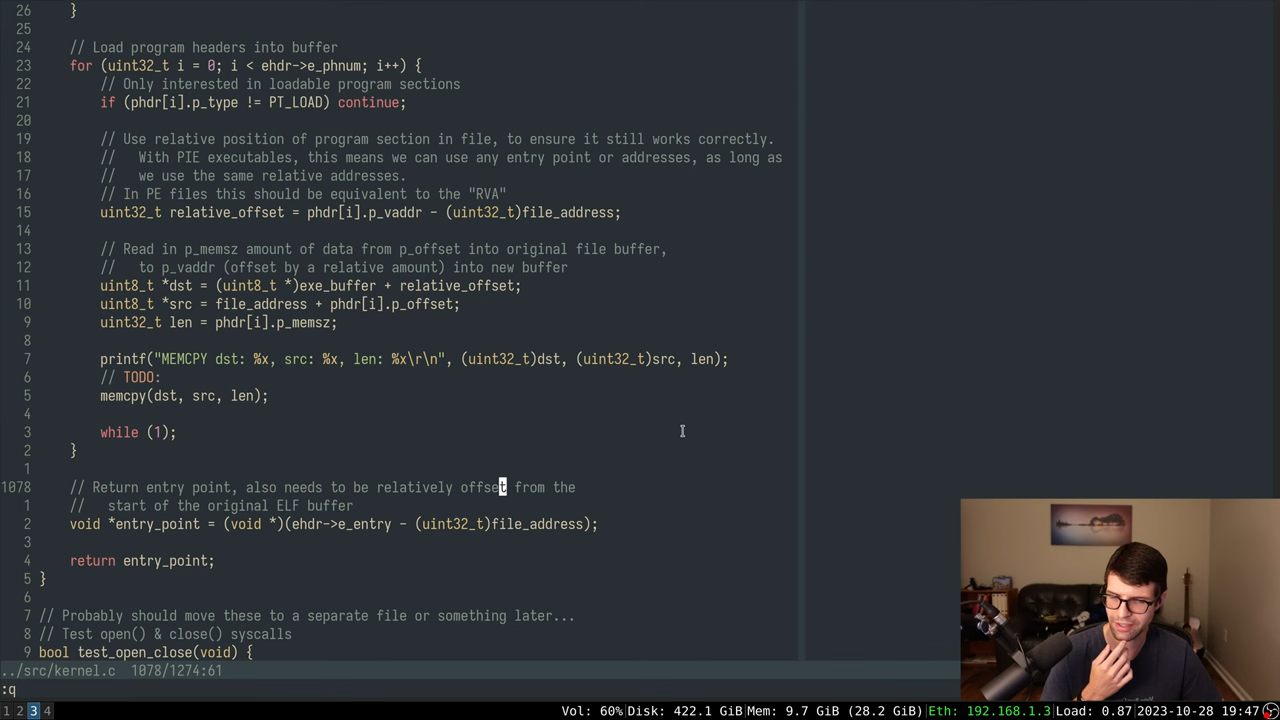 26     }
25
24     // Load program headers into buffer
23     for (uint32_t i = 0; i < ehdr->e_phnum; i++) {
22         // Only interested in loadable program sections
21         if (phdr[i].p_type != PT_LOAD) continue;
20
19         // Use relative position of program section in file, to ensure it still works correctly.
18         //   With PIE executables, this means we can use any entry point or addresses, as long as
17         //   we use the same relative addresses.
16         // In PE files this should be equivalent to the "RVA"
15         uint32_t relative_offset = phdr[i].p_vaddr - (uint32_t)file_address;
14
13         // Read in p_memsz amount of data from p_offset into original file buffer,
12         //   to p_vaddr (offset by a relative amount) into new buffer
11         uint8_t *dst = (uint8_t *)exe_buffer + relative_offset;
10         uint8_t *src = file_address + phdr[i].p_offset;
9         uint32_t len = phdr[i].p_memsz;
8
7         printf("MEMCPY dst: %x, src: %x, len: %x\r\n", (uint32_t)dst, (uint32_t)src, len);
6         // TODO:
5         memcpy(dst, src, len);
4
3         while (1);
2     }
1
1078     // Return entry point, also needs to be relatively offset from the
1     //   start of the original ELF buffer
2     void *entry_point = (void *)(ehdr->e_entry - (uint32_t)file_address);
3
4     return entry_point;
5 }
6
7 // Probably should move these to a separate file or something later...
8 // Test open() & close() syscalls
9 bool test_open_close(void) {
../src/kernel.c  1078/1274:61
:q
1 2 3 4 Vol: 60%|Disk: 422.1 GiB|Mem: 9.7 GiB (28.2 GiB)|Eth: 192.168.1.3|Load: 0.87|2023-10-28 19:47